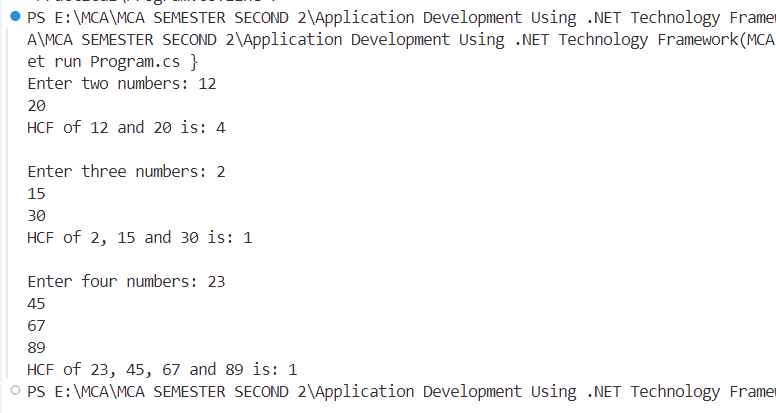 PS E:\MCA\MCA SEMESTER SECOND 2\Application Development Using .NET Technology Framew
A\MCA SEMESTER SECOND 2\Application Development Using .NET Technology Framework(MCA
et run Program.cs }
Enter two numbers: 12
20
HCF of 12 and 20 is: 4
Enter three numbers: 2
15
30
HCF of 2, 15 and 30 is: 1
Enter four numbers: 23
45
67
89
HCF of 23, 45, 67 and 89 is: 1
PS E:\MCA\MCA SEMESTER SECOND 2\Application Development Using .NET Technology Framew